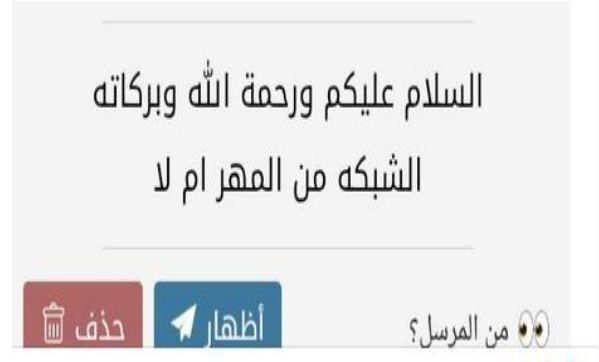 السلام عليكم ورحمة الله وبركاته
الشبكه من المهر ام لا
👀 من المرسل؟
أظهار
حذف